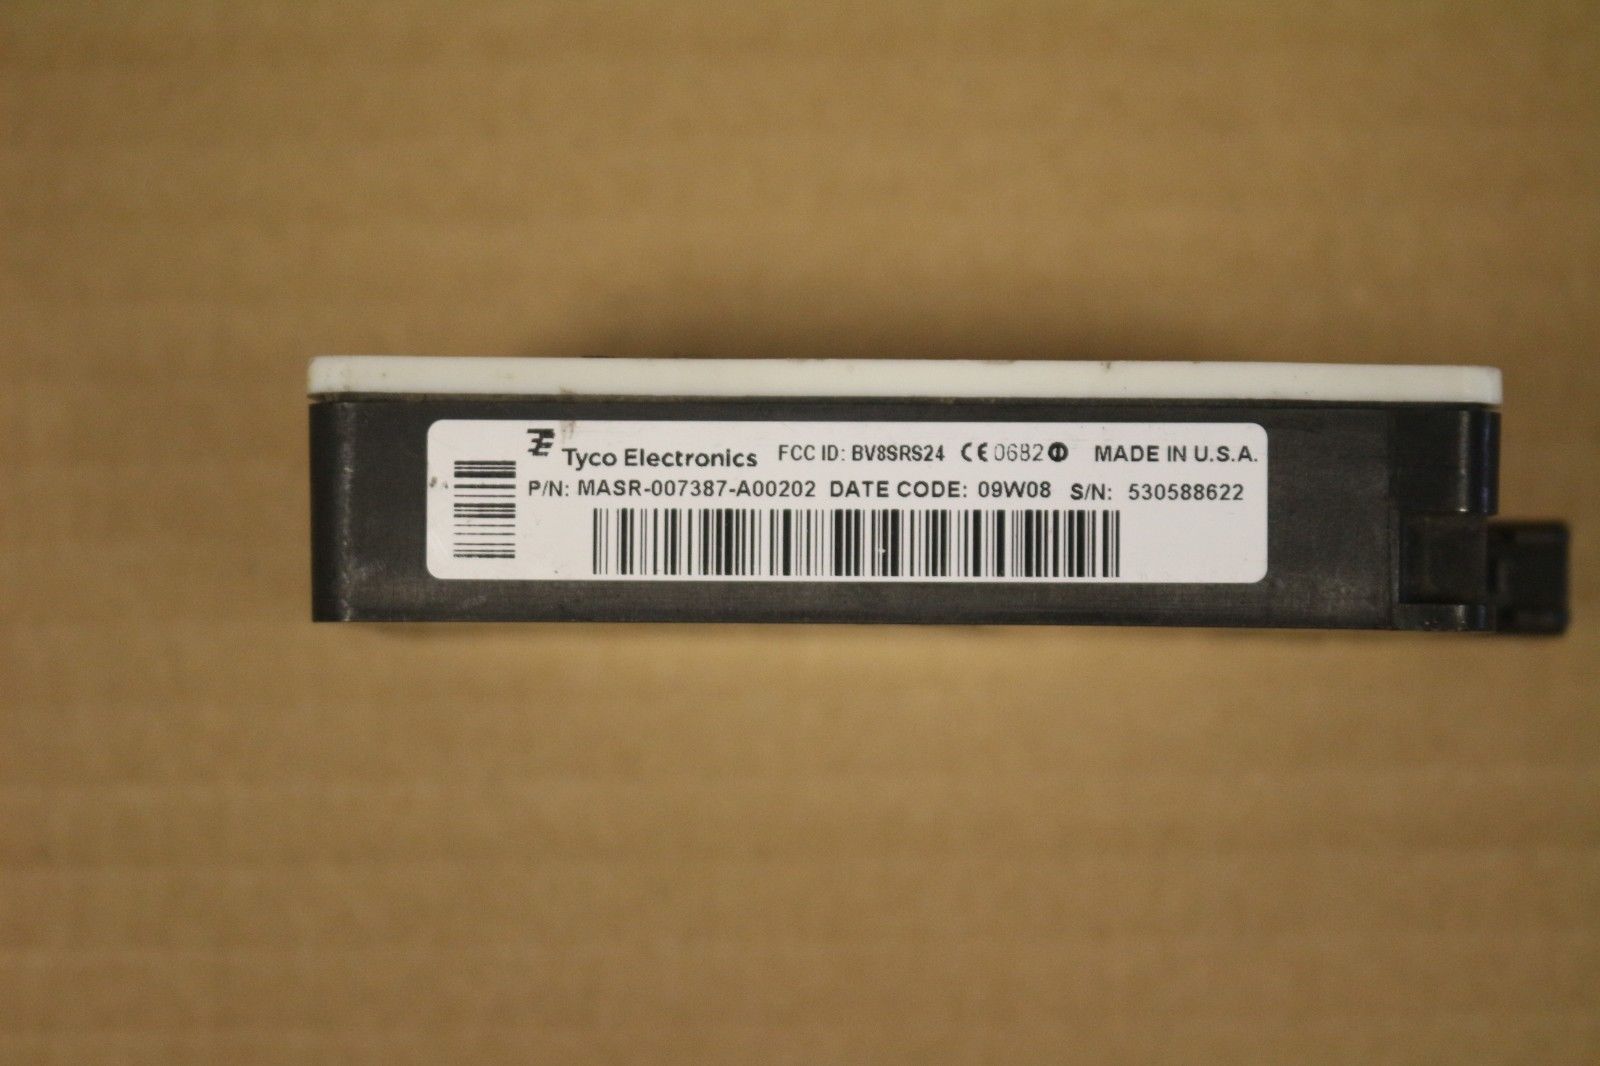 Tyco Electronics FCC ID: BV8SRS24 CE 0682 MADE IN U.S.A.
P/N: MASR-007387-A00202 DATE CODE: 09W08 S/N: 530588622